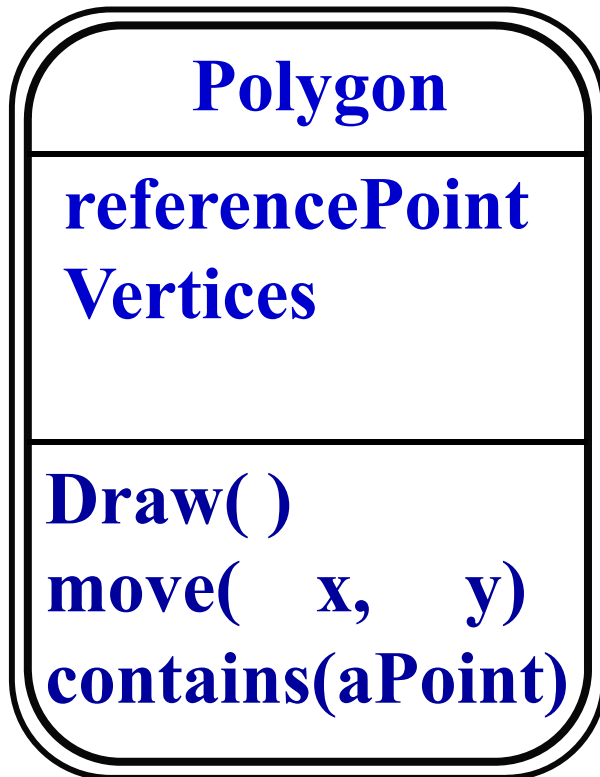 Polygon
referencePoint
Vertices
Draw( )
move( x, y)
contains(aPoint)